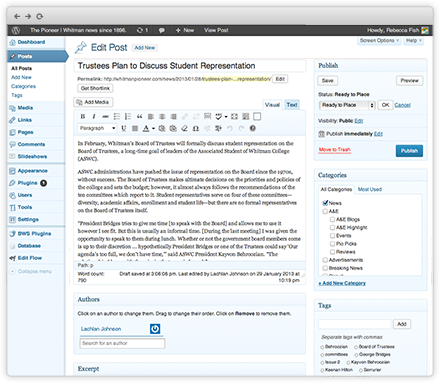 The Pioneer | Whitman news since 1896.
1
New
View Post
Howdy, Rebecca Fish
Dashboard
Posts
All Posts
Add New
Categories
Tags
Media
Links
Pages
Comments
Slideshows
Appearance
Plugins 1
Users
Tools
Settings
BWS Plugins
Database
Edit Flow
Collapse menu
Screen Options
Help
Edit Post Add New
Trustees Plan to Discuss Student Representation
Permalink: http://whitmanpioneer.com/news/2013/01/28/trustees-plan-...representation/ Edit
Get Shortlink
Add Media
Visual Text
Paragraph
In February, Whitman's Board of Trustees will formally discuss student representation on the
Board of Trustees, a long-time goal of leaders of the Associated Student of Whitman College
(ASWC).
ASWC administrations have pushed the issue of representation on the Board since the 1970s,
without success. The Board of Trustees makes ultimate decisions on the priorities and policies of
the college and sets the budget; however, it almost always follows the recommendations of the
ten committees which report to it. Student representatives serve on four of these committees—
diversity, academic affairs, enrollment and student life—but there are no formal representatives
on the Board of Trustees itself.
"President Bridges tries to give me time [to speak with the Board] and allows me to use it
however I see fit. But this is usually an informal time. [During the last meeting] I was given the
opportunity to speak to them during lunch. Whether or not the government board members come
is up to their discretion ... hypothetically President Bridges or one of the Trustees could say 'Our
agenda's too full, we don't have time,'" said ASWC President Kayvon Behroozian. "The
Path: p
Word count: 790
Draft saved at 3:06:05 pm. Last edited by Lachlan Johnson on 29 January 2013 at
10:19 pm
Authors
Click on an author to change them. Drag to change their order. Click on Remove to remove them.
Lachlan Johnson
Search for an author
Excerpt
Publish
Save
Preview
Status: Ready to Place
Ready to Place
OK
Cancel
Visibility: Public Edit
Publish immediately Edit
Move to Trash
Publish
Categories
All Categories
Most Used
News
A&E
A&E Blogs
A&E Highlight
Events
Pio Picks
Reviews
Advertisements
Breaking News
+ Add New Category
Tags
Add
Separate tags with commas
Behroozian
Board of Trustees
committees
George Bridges
Issue 2
Kayvon Behroozian
Keenan Hilton
Serrurier